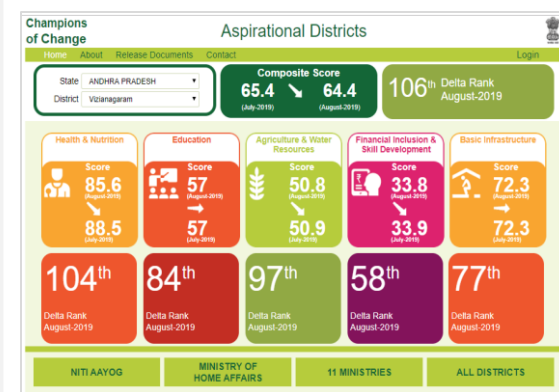 Champions
of Change
Aspirational Districts
Home About Release Documents Contact Login
State ANDHRA PRADESH
District Vizianagaram
Composite Score
65.4 64.4
(July-2019) (August-2019)
106th Delta Rank
August-2019
Health & Nutrition
Score
85.6
(August-2019)
88.5
(July-2019)
104th
Delta Rank
August-2019
Education
Score
57
(August-2019)
57
(July-2019)
84th
Delta Rank
August-2019
Agriculture & Water
Resources
Score
50.8
(August-2019)
50.9
(July-2019)
97th
Delta Rank
August-2019
Financial Inclusion &
Skill Development
Score
33.8
(August-2019)
33.9
(July-2019)
58th
Delta Rank
August-2019
Basic Infrastructure
Score
72.3
(August-2019)
72.3
(July-2019)
77th
Delta Rank
August-2019
NITI AAYOG
MINISTRY OF
HOME AFFAIRS
11 MINISTRIES
ALL DISTRICTS